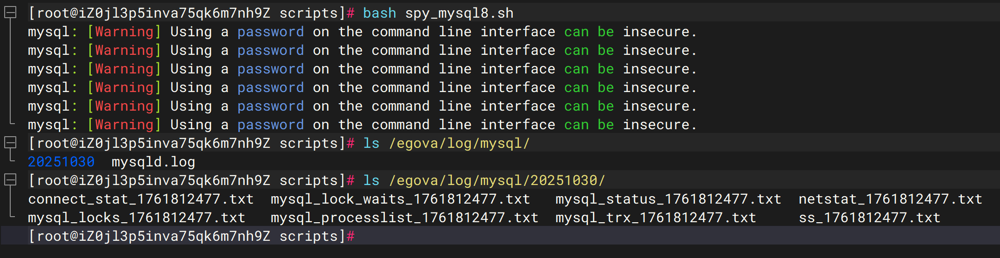 [root@iZ0jl3p5inva75qk6m7nh9Z scripts]# bash spy_mysql8.sh
mysql: [Warning] Using a password on the command line interface can be insecure.
mysql: [Warning] Using a password on the command line interface can be insecure.
mysql: [Warning] Using a password on the command line interface can be insecure.
mysql: [Warning] Using a password on the command line interface can be insecure.
mysql: [Warning] Using a password on the command line interface can be insecure.
mysql: [Warning] Using a password on the command line interface can be insecure.
[root@iZ0jl3p5inva75qk6m7nh9Z scripts]# ls /egova/log/mysql/
20251030  mysqld.log
[root@iZ0jl3p5inva75qk6m7nh9Z scripts]# ls /egova/log/mysql/20251030/
connect_stat_1761812477.txt  mysql_lock_waits_1761812477.txt   mysql_status_1761812477.txt  netstat_1761812477.txt
mysql_locks_1761812477.txt   mysql_processlist_1761812477.txt  mysql_trx_1761812477.txt     ss_1761812477.txt
[root@iZ0jl3p5inva75qk6m7nh9Z scripts]#